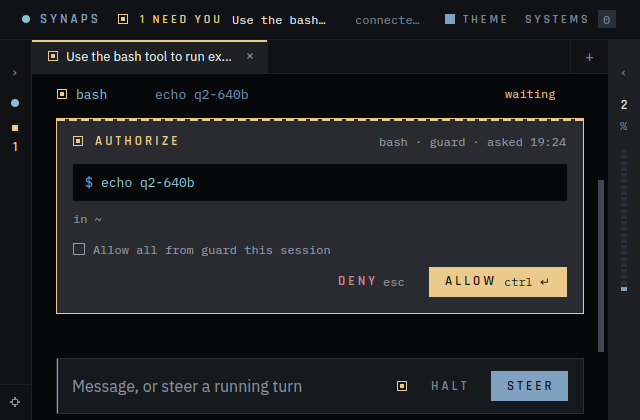 SYNAPS 1 NEED YOU Use the bash… connecte… THEME SYSTEMS 0
Use the bash tool to run ex… × +
› ‹
bash echo q2-640b waiting
2
%
1
AUTHORIZE bash · guard · asked 19:24
$ echo q2-640b
in ~
Allow all from guard this session
DENY esc ALLOW ctrl ↵
Message, or steer a running turn HALT STEER